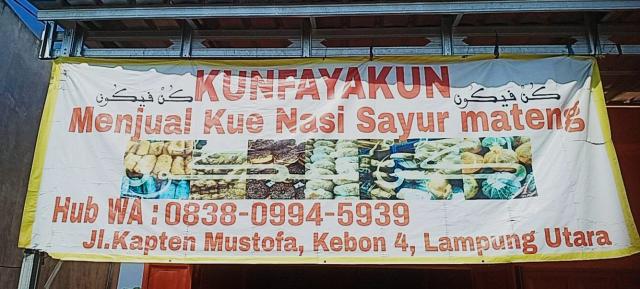 كن فيكون KUNFAYAKUN كن فيكون
Menjual Kue Nasi Sayur mateng
Hub WA : 0838-0994-5939
Jl.Kapten Mustofa, Kebon 4, Lampung Utara